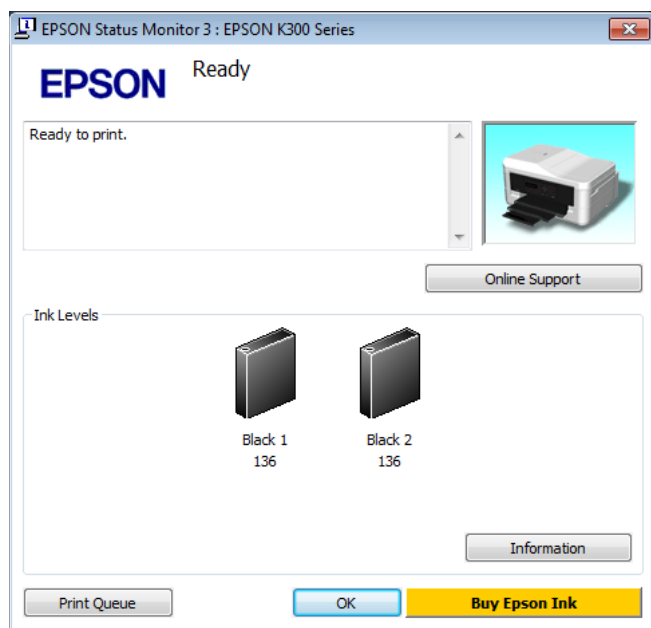 EPSON Status Monitor 3 : EPSON K300 Series
EPSON
Ready
Ready to print.
Online Support
Ink Levels
Black 1
Black 2
136
136
Information
Print Queue
OK
Buy Epson Ink